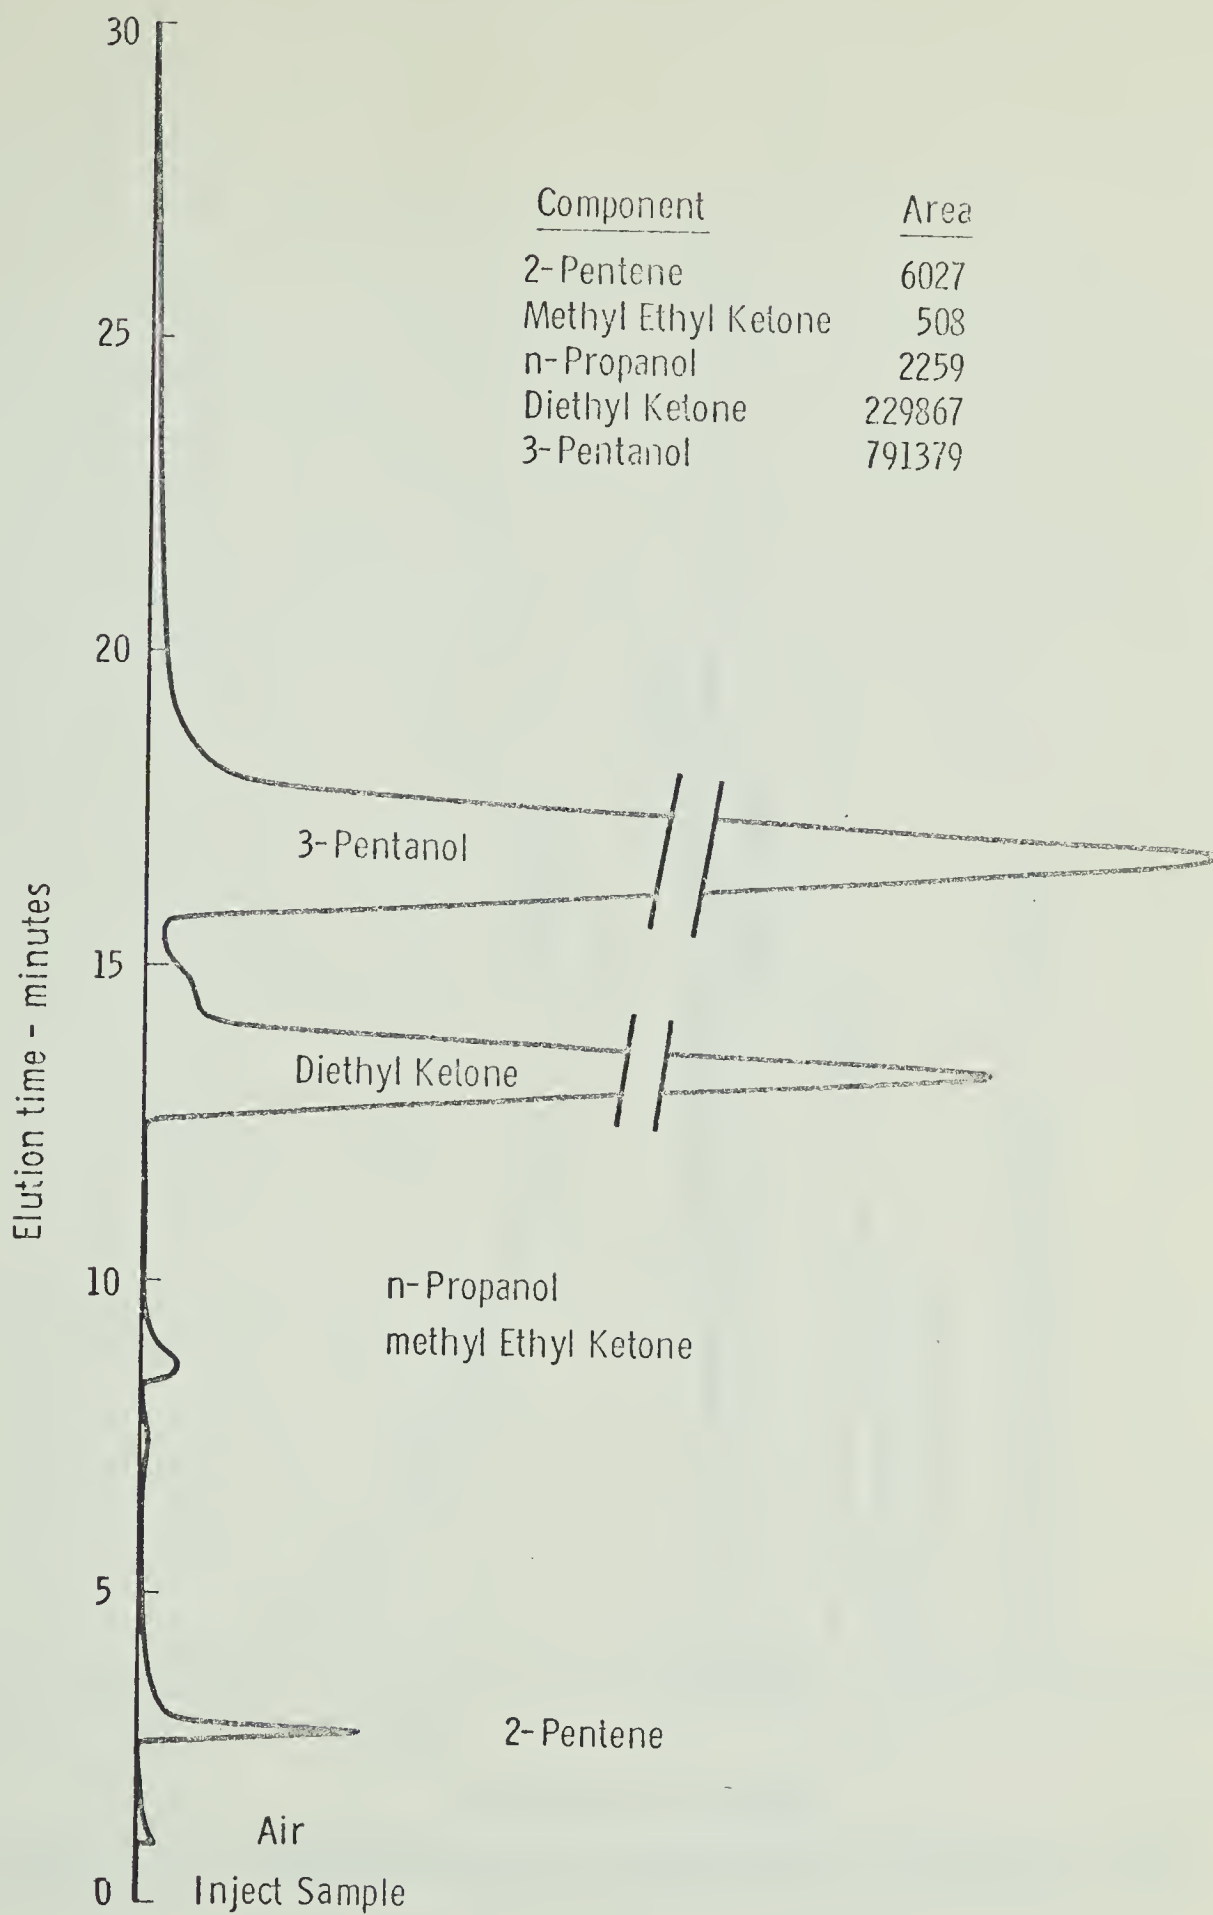 30
Component Area
2-Pentene 6027
Methyl Ethyl Ketone 508
n-Propanol 2259
Diethyl Ketone 229867
3-Pentanol 791379
25
20
3-Pentanol
15
Diethyl Ketone
Elution time - minutes
10
n-Propanol
methyl Ethyl Ketone
5
2-Pentene
Air
0 Inject Sample